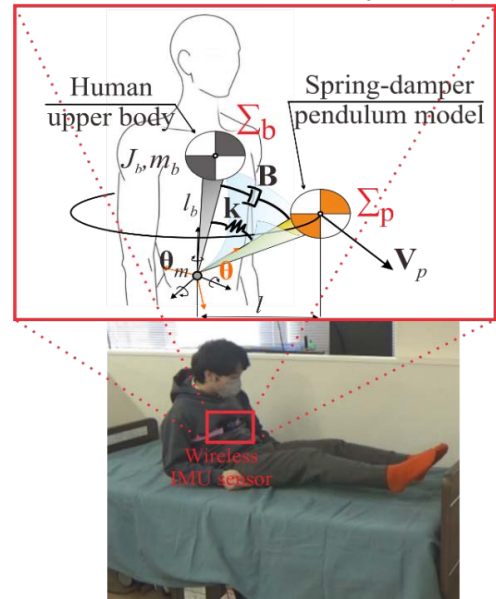 Human
upper body
Spring-damper
pendulum model
Σb
Jb,mb
B
Σp
lb
k
θm
θ
Vp
l
Wireless
IMU sensor